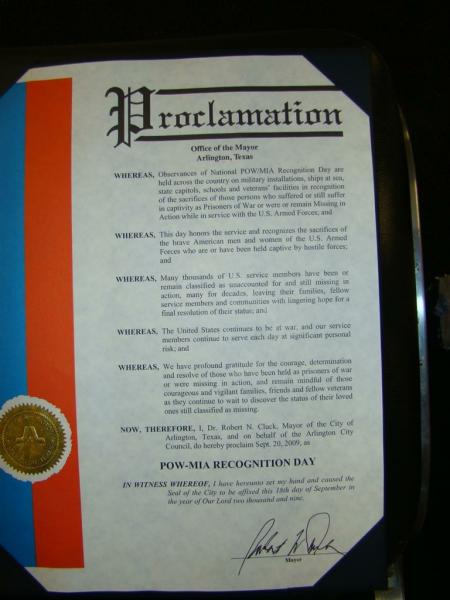 Proclamation
Office of the Mayor
Arlington, Texas
WHEREAS, Observances of National POW/MIA Recognition Day are
held across the country on military installations, ships at sea,
state capitols, schools and veterans' facilities in recognition
of the sacrifices of those persons who suffered or still suffer
in captivity as Prisoners of War or were or remain Missing in
Action while in service with the U.S. Armed Forces; and
WHEREAS, This day honors the service and recognizes the sacrifices of
the brave American men and women of the U.S. Armed
Forces who are or have been held captive by hostile forces;
and
WHEREAS, Many thousands of U.S. service members have been or
remain classified as unaccounted for and still missing in
action, many for decades, leaving their families, fellow
service members and communities with lingering hope for a
final resolution of their status; and
WHEREAS, The United States continues to be at war, and our service
members continue to serve each day at significant personal
risk; and
WHEREAS, We have profound gratitude for the courage, determination
and resolve of those who have been held as prisoners of war
or were missing in action, and remain mindful of those
courageous and vigilant families, friends and fellow veterans
as they continue to wait to discover the status of their loved
ones still classified as missing.
NOW, THEREFORE, I, Dr. Robert N. Cluck, Mayor of the City of
Arlington, Texas, and on behalf of the Arlington City
Council, do hereby proclaim Sept. 20, 2009, as
POW-MIA RECOGNITION DAY
IN WITNESS WHEREOF, I have hereunto set my hand and caused the
Seal of the City to be affixed this 18th day of September in
the year of Our Lord two thousand and nine.
Mayor